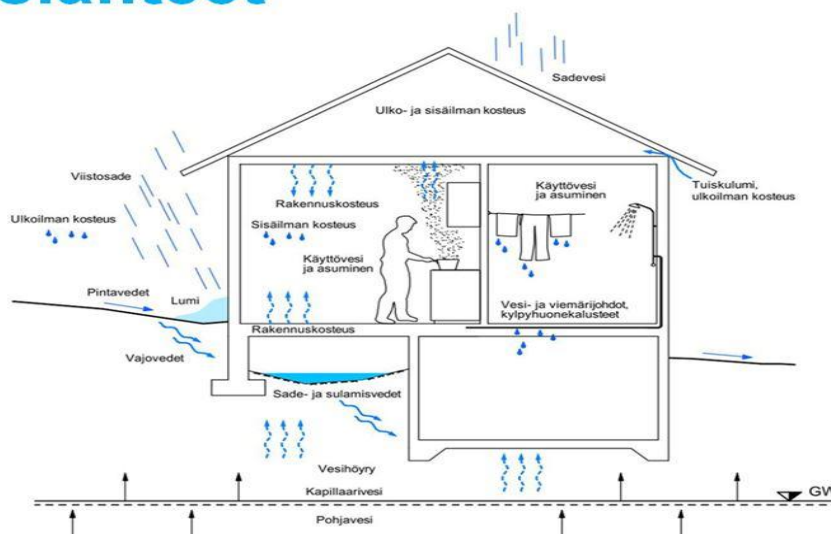 Sadevesi
Ulko- ja sisäilman kosteus
Viistosade
Tuiskulumi,
ulkoilman kosteus
Käyttövesi
ja asuminen
Rakennuskosteus
Ulkoilman kosteus
Sisäilman kosteus
Käyttövesi
ja asuminen
Pintavedet
Lumi
Vesi- ja viemärijohdot,
kylpyhuonekalusteet
Rakennuskosteus
Vajovedet
Sade- ja sulamisvedet
Vesihöyry
Kapillaarivesi
GW
Pohjavesi